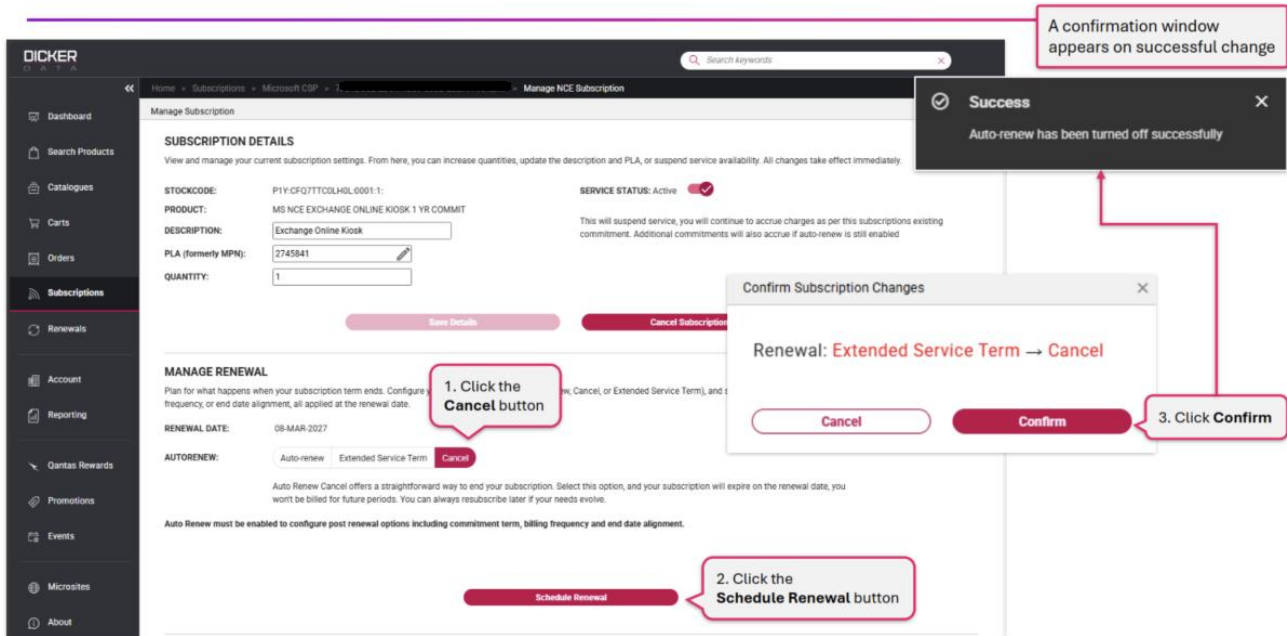 A confirmation window
appears on successful change
DICKER
DATA
Search keywords
Home » Subscriptions » Microsoft CSP » » Manage NCE Subscription
Success
Auto-renew has been turned off successfully
Dashboard
Search Products
Catalogues
Carts
Orders
Subscriptions
Renewals
Account
Reporting
Qantas Rewards
Promotions
Events
Microsites
About
Manage Subscription
SUBSCRIPTION DETAILS
View and manage your current subscription settings. From here, you can increase quantities, update the description and PLA, or suspend service availability. All changes take effect immediately.
STOCKCODE: P1Y:CFQ7TTC0LH0L:0001:1:
PRODUCT: MS NCE EXCHANGE ONLINE KIOSK 1 YR COMMIT
DESCRIPTION: Exchange Online Kiosk
PLA (formerly MPN): 2745841
QUANTITY: 1
SERVICE STATUS: Active
This will suspend service, you will continue to accrue charges as per this subscriptions existing
commitment. Additional commitments will also accrue if auto-renew is still enabled
Save Details
Cancel Subscription
Confirm Subscription Changes
Renewal: Extended Service Term → Cancel
Cancel
Confirm
3. Click Confirm
MANAGE RENEWAL
Plan for what happens when your subscription term ends. Configure Cancel, or Extended Service Term), and
frequency, or end date alignment, all applied at the renewal date.
1. Click the
Cancel button
RENEWAL DATE: 08-MAR-2027
AUTORENEW: Auto-renew Extended Service Term Cancel
Auto Renew Cancel offers a straightforward way to end your subscription. Select this option, and your subscription will expire on the renewal date, you
won't be billed for future periods. You can always resubscribe later if your needs evolve.
Auto Renew must be enabled to configure post renewal options including commitment term, billing frequency and end date alignment.
2. Click the
Schedule Renewal button
Schedule Renewal